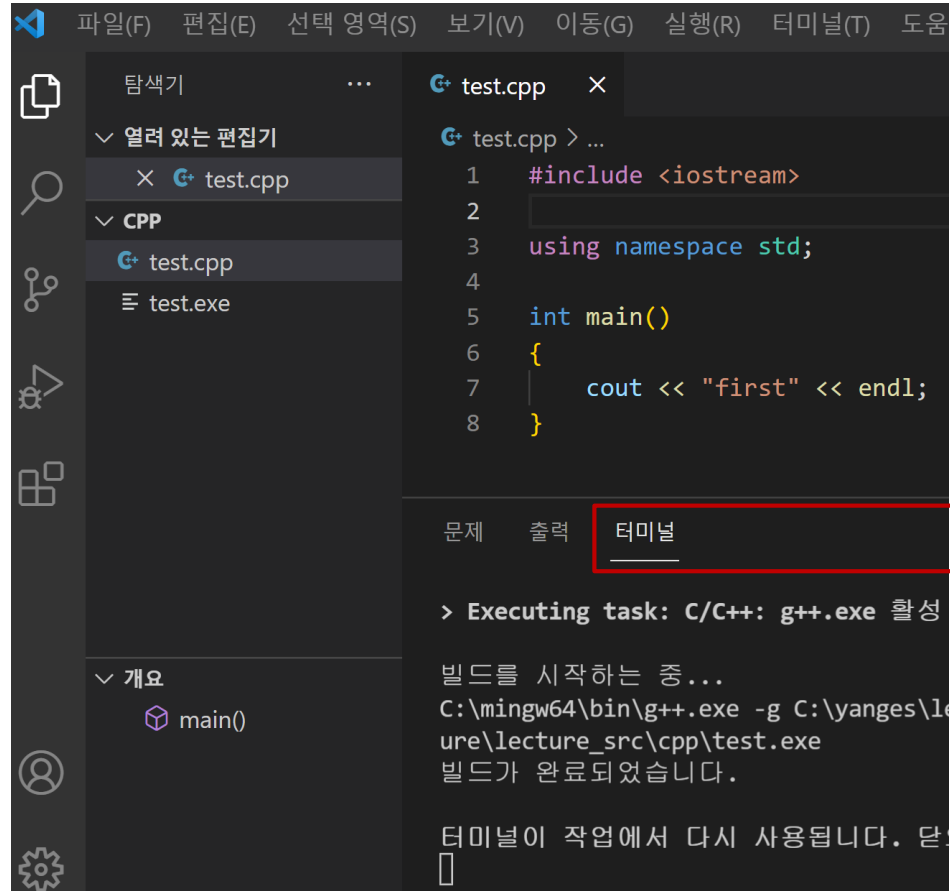 파일(F) 편집(E) 선택 영역(S) 보기(V) 이동(G) 실행(R) 터미널(T) 도움
탐색기 ...
열려 있는 편집기
test.cpp
CPP
test.cpp
test.exe
개요
main()
test.cpp
test.cpp > ...
1 #include <iostream>
2
3 using namespace std;
4
5 int main()
6 {
7 cout << "first" << endl;
8 }
문제 출력 터미널
> Executing task: C/C++: g++.exe 활성
빌드를 시작하는 중...
C:\mingw64\bin\g++.exe -g C:\yanges\le
ure\lecture_src\cpp\test.exe
빌드가 완료되었습니다.
터미널이 작업에서 다시 사용됩니다.